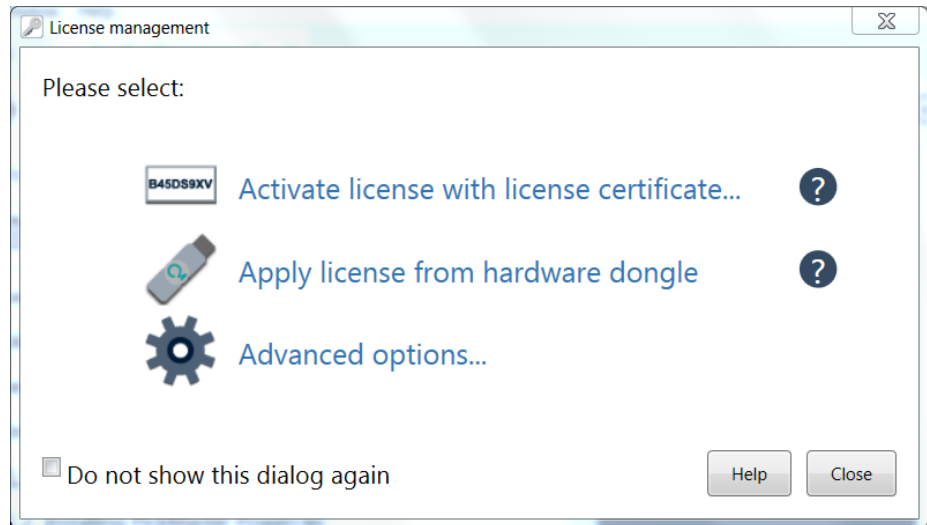 License management
Please select:
B45DS9XV
Activate license with license certificate...
?
Apply license from hardware dongle
?
Advanced options...
Do not show this dialog again
Help
Close